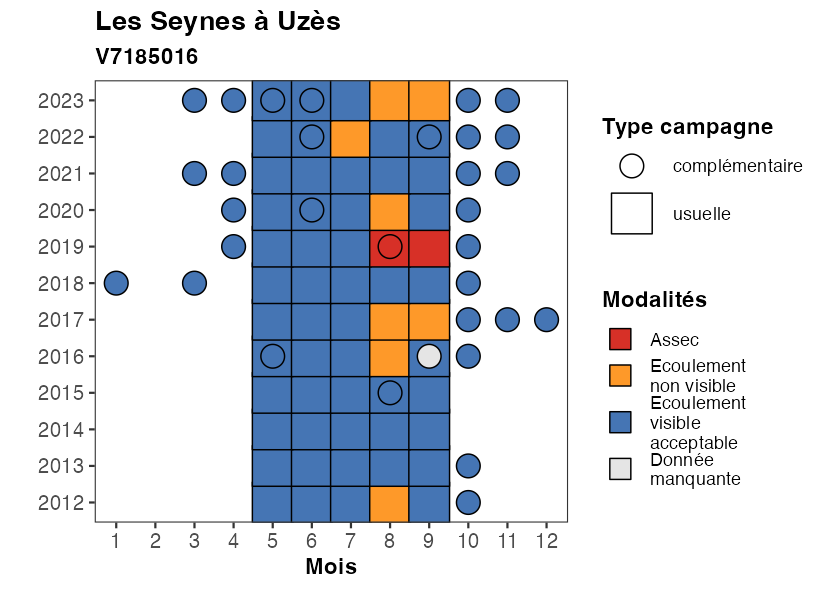 Les Seynes à Uzès
V7185016
2023
2022
2021
2020
2019
2018
2017
2016
2015
2014
2013
2012
1 2 3 4 5 6 7 8 9 10 11 12
Mois
Type campagne
complémentaire
usuelle
Modalités
Assec
Ecoulement
non visible
Ecoulement
visible
acceptable
Donnée
manquante